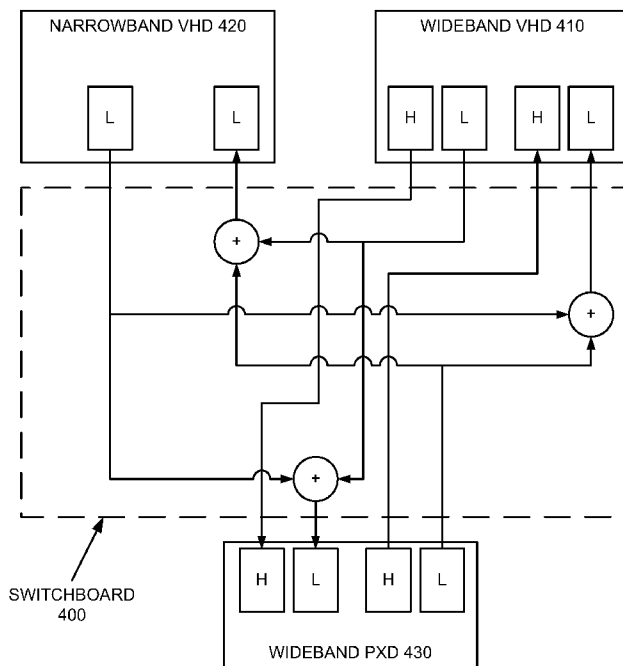 NARROWBAND VHD 420
WIDEBAND VHD 410
L
L
H
L
H
L
+
+
+
H
L
H
L
SWITCHBOARD
400
WIDEBAND PXD 430